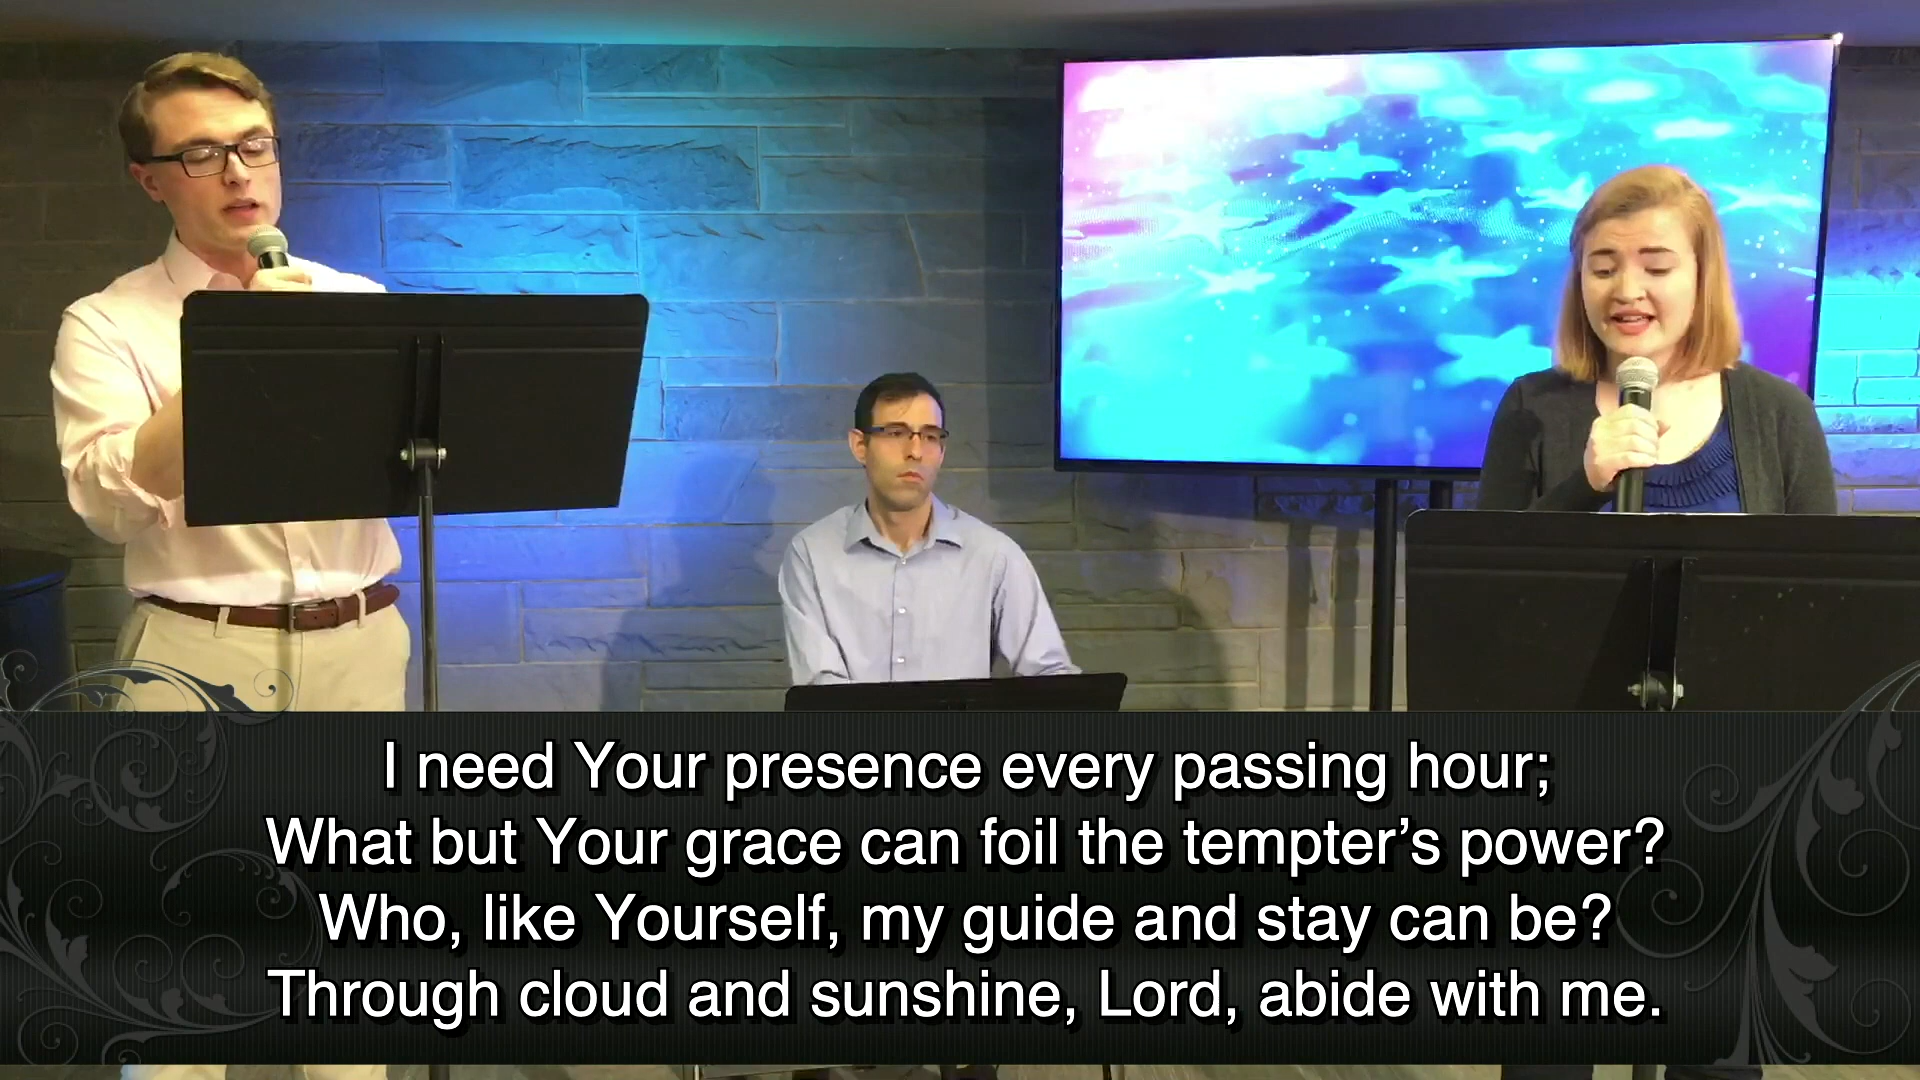 I need Your presence every passing hour;
What but Your grace can foil the tempter’s power?
Who, like Yourself, my guide and stay can be?
Through cloud and sunshine, Lord, abide with me.